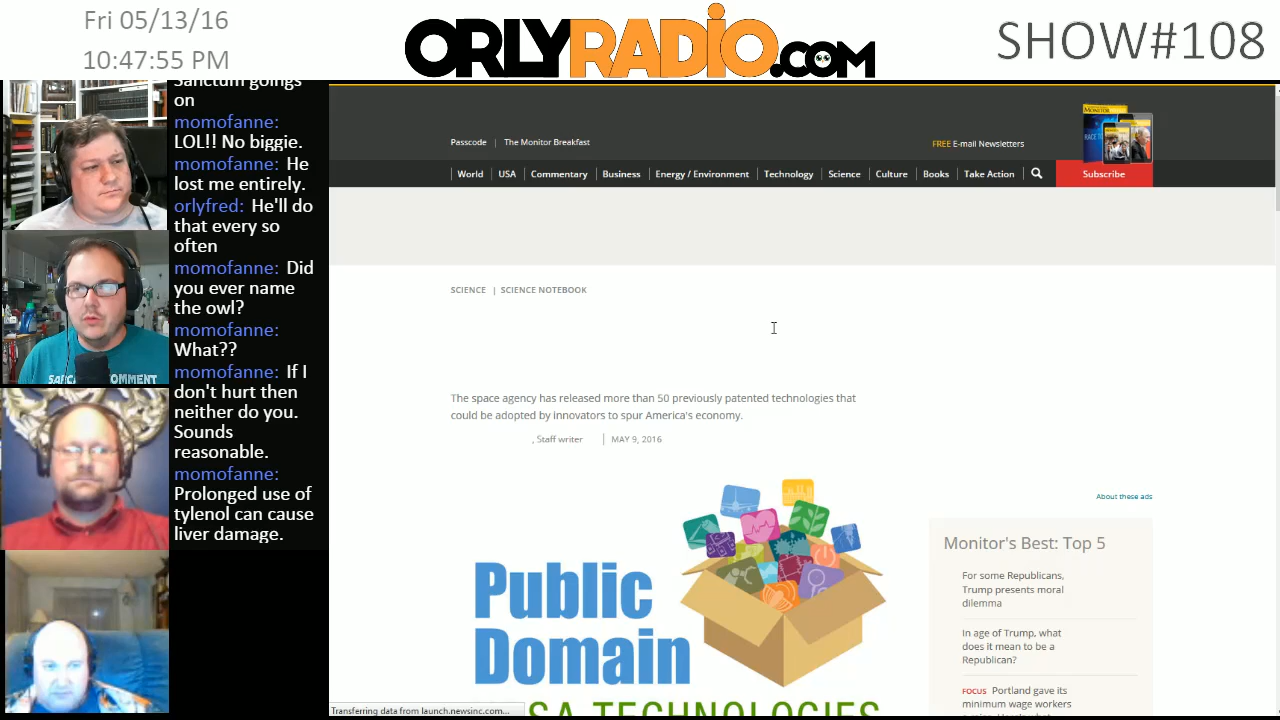 Fri 05/13/16
10:47:55 PM
ORLYRADIO.COM
SHOW#108
Sanctum goings
on
momofanne:
LOL!! No biggie.
momofanne: He
lost me entirely.
orlyfred: He'll do
that every so
often
momofanne: Did
you ever name
the owl?
momofanne:
What??
momofanne: If I
don't hurt then
neither do you.
Sounds
reasonable.
momofanne:
Prolonged use of
tylenol can cause
liver damage.
Passcode | The Monitor Breakfast
FREE E-mail Newsletters
MONITOR
World USA Commentary Business Energy / Environment Technology Science Culture Books Take Action
Subscribe
SCIENCE | SCIENCE NOTEBOOK
The space agency has released more than 50 previously patented technologies that
could be adopted by innovators to spur America's economy.
, Staff writer | MAY 9, 2016
About these ads
Public
Domain
SA TECHNOLOGIES
Monitor's Best: Top 5
For some Republicans,
Trump presents moral
dilemma
In age of Trump, what
does it mean to be a
Republican?
FOCUS Portland gave its
minimum wage workers
Transferring data from launch.newsinc.com...